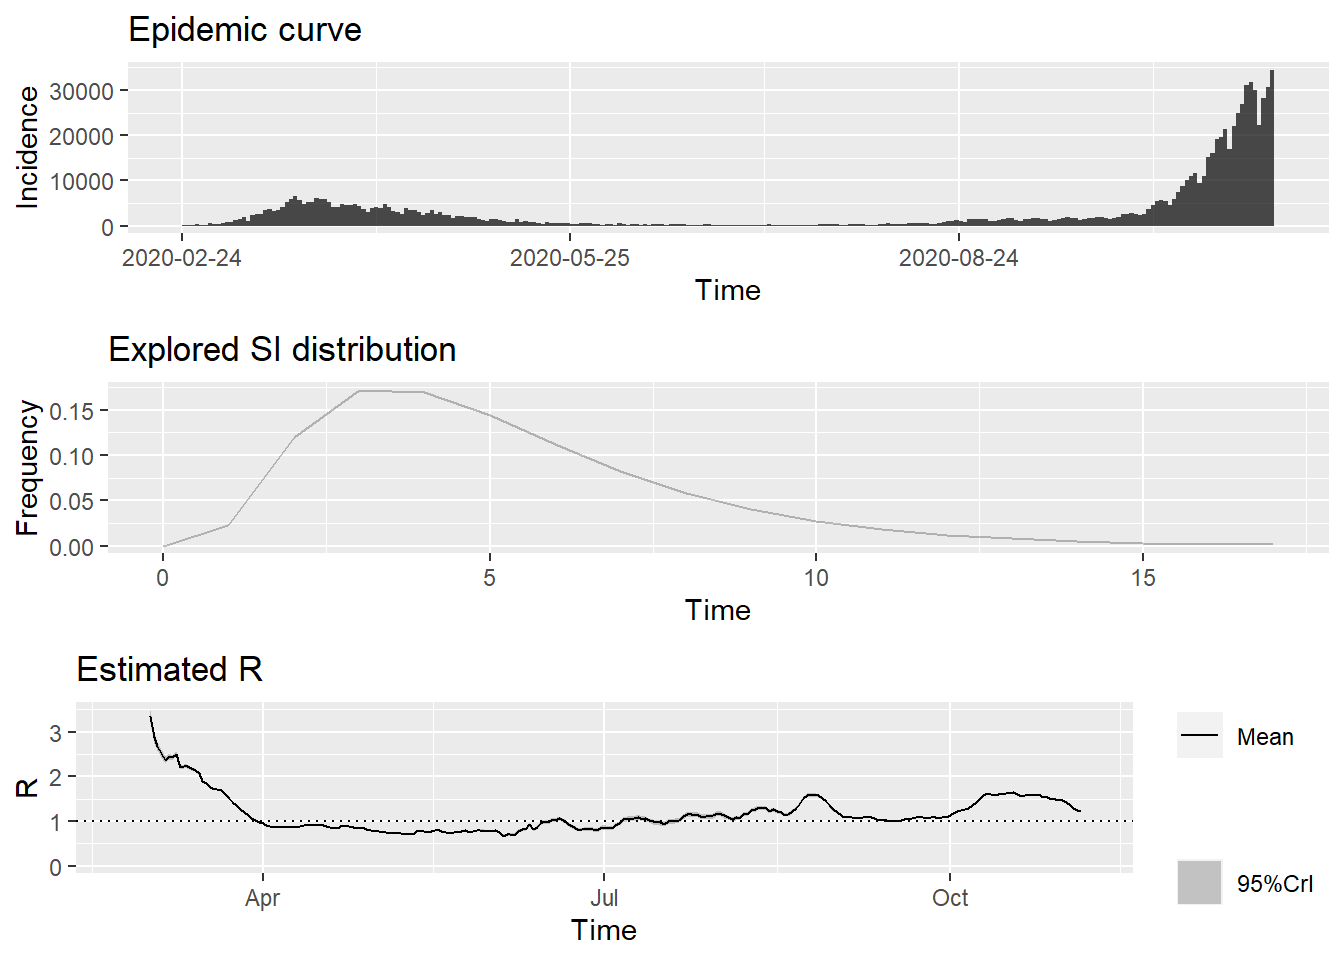 Epidemic curve
Incidence
30000
20000
10000
0
2020-02-24 2020-05-25 2020-08-24
Time
Explored SI distribution
Frequency
0.15
0.10
0.05
0.00
0 5 10 15
Time
Estimated R
R
3
2
1
0
Apr Jul Oct
Time
Mean
95%CrI